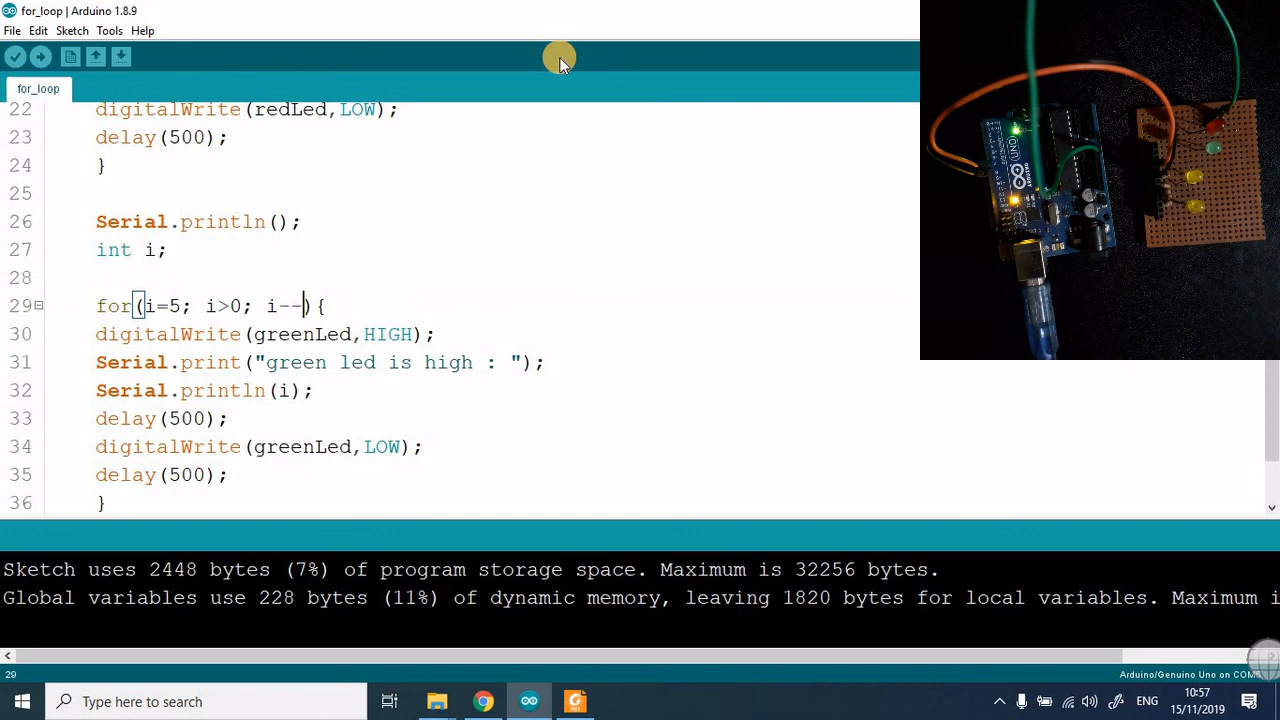 for_loop | Arduino 1.8.9
File Edit Sketch Tools Help
for_loop
22 digitalWrite(redLed,LOW);
23 delay(500);
24 }
25
26 Serial.println();
27 int i;
28
29 for(i=5; i>0; i--){
30 digitalWrite(greenLed,HIGH);
31 Serial.print("green led is high : ");
32 Serial.println(i);
33 delay(500);
34 digitalWrite(greenLed,LOW);
35 delay(500);
36 }
Sketch uses 2448 bytes (7%) of program storage space. Maximum is 32256 bytes.
Global variables use 228 bytes (11%) of dynamic memory, leaving 1820 bytes for local variables. Maximum i
29
Arduino/Genuino Uno on COM
Type here to search
ENG
10:57
15/11/2019
UNO
ARDUINO